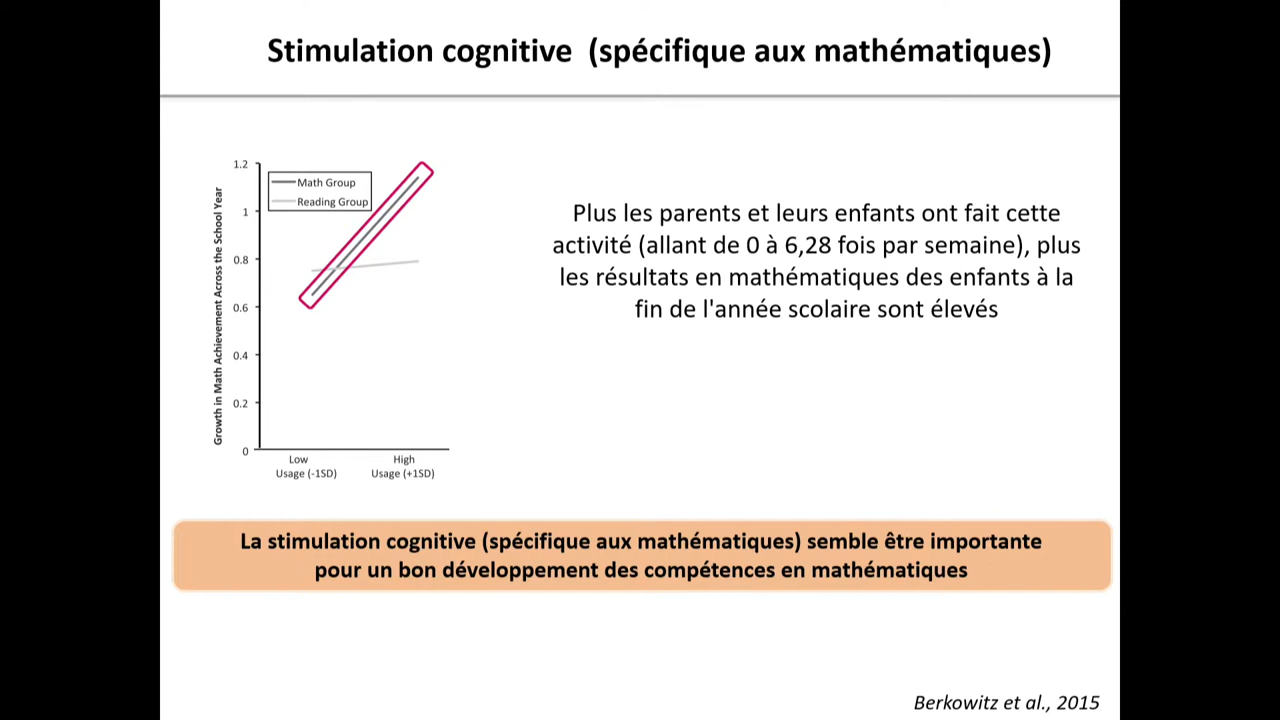 Stimulation cognitive (spécifique aux mathématiques)
Growth in Math Achievement Across the School Year
1.2
1
0.8
0.6
0.4
0.2
0
Math Group
Reading Group
Low
Usage (-1SD)
High
Usage (+1SD)
Plus les parents et leurs enfants ont fait cette
activité (allant de 0 à 6,28 fois par semaine), plus
les résultats en mathématiques des enfants à la
fin de l'année scolaire sont élevés
La stimulation cognitive (spécifique aux mathématiques) semble être importante
pour un bon développement des compétences en mathématiques
Berkowitz et al., 2015